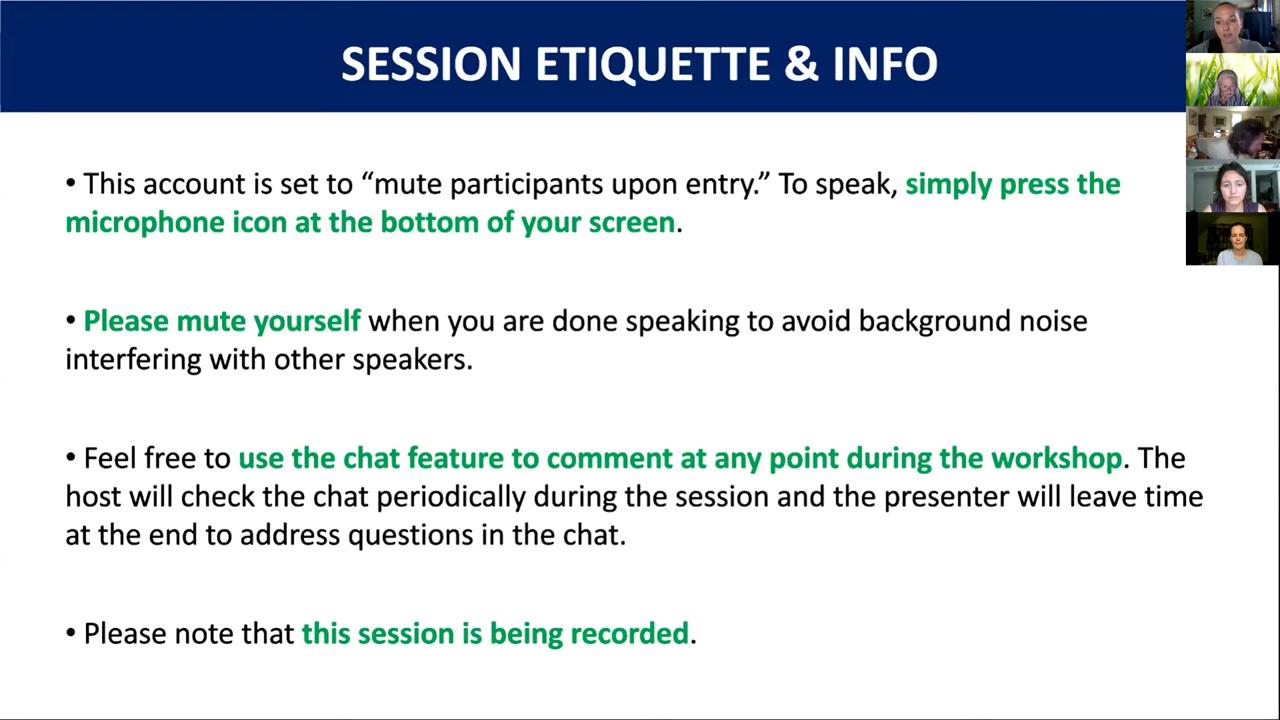 SESSION ETIQUETTE & INFO
• This account is set to “mute participants upon entry.” To speak, simply press the
microphone icon at the bottom of your screen.
• Please mute yourself when you are done speaking to avoid background noise
interfering with other speakers.
• Feel free to use the chat feature to comment at any point during the workshop. The
host will check the chat periodically during the session and the presenter will leave time
at the end to address questions in the chat.
• Please note that this session is being recorded.